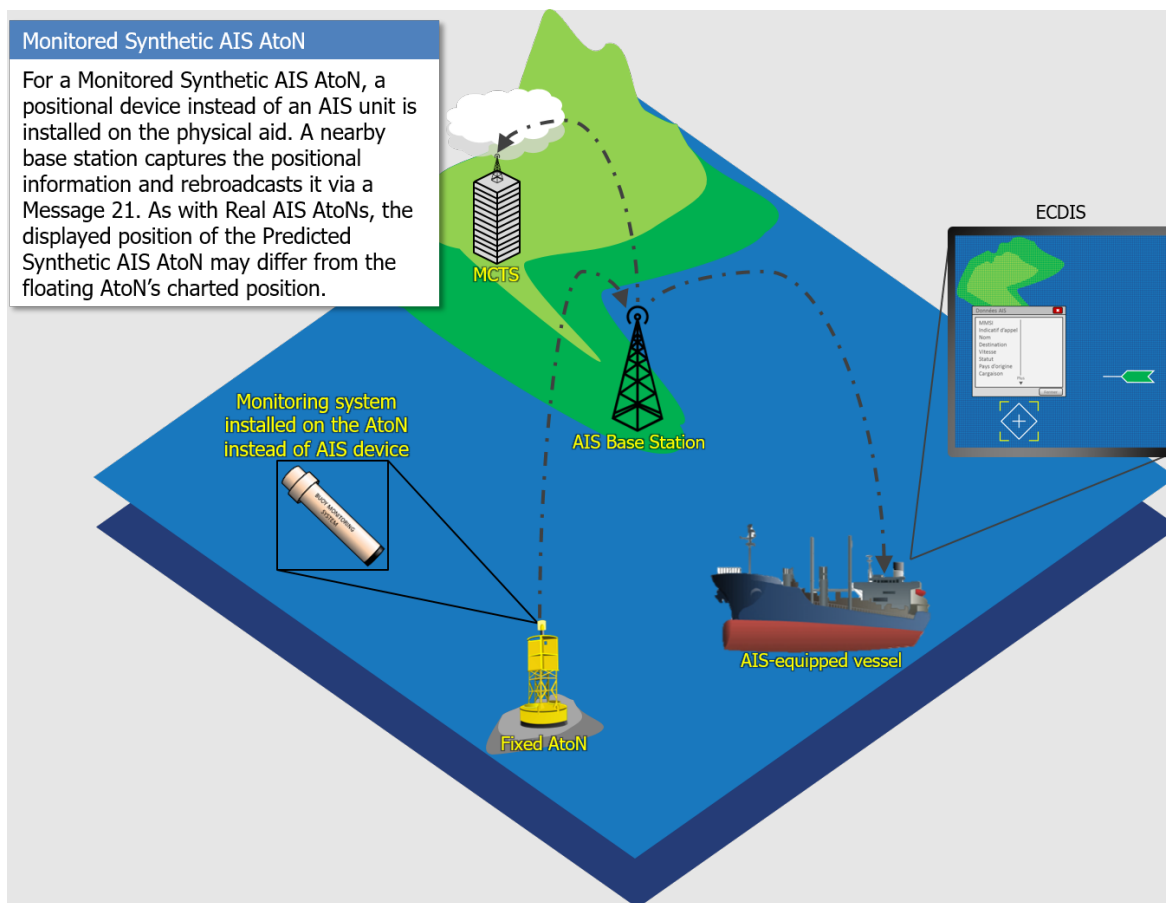 Monitored Synthetic AIS AtoN
For a Monitored Synthetic AIS AtoN, a
positional device instead of an AIS unit is
installed on the physical aid. A nearby
base station captures the positional
information and rebroadcasts it via a
Message 21. As with Real AIS AtoNs, the
displayed position of the Predicted
Synthetic AIS AtoN may differ from the
floating AtoN's charted position.
MCTS
ECDIS
Données AIS
MMSI
Indicatif d'appel
Nom
Destination
Vitesse
Statut
Pays d'origine
Cargaison
Plus
AIS Base Station
Monitoring system
installed on the AtoN
instead of AIS device
BUOY MONITORING
SYSTEM
AIS-equipped vessel
Fixed AtoN